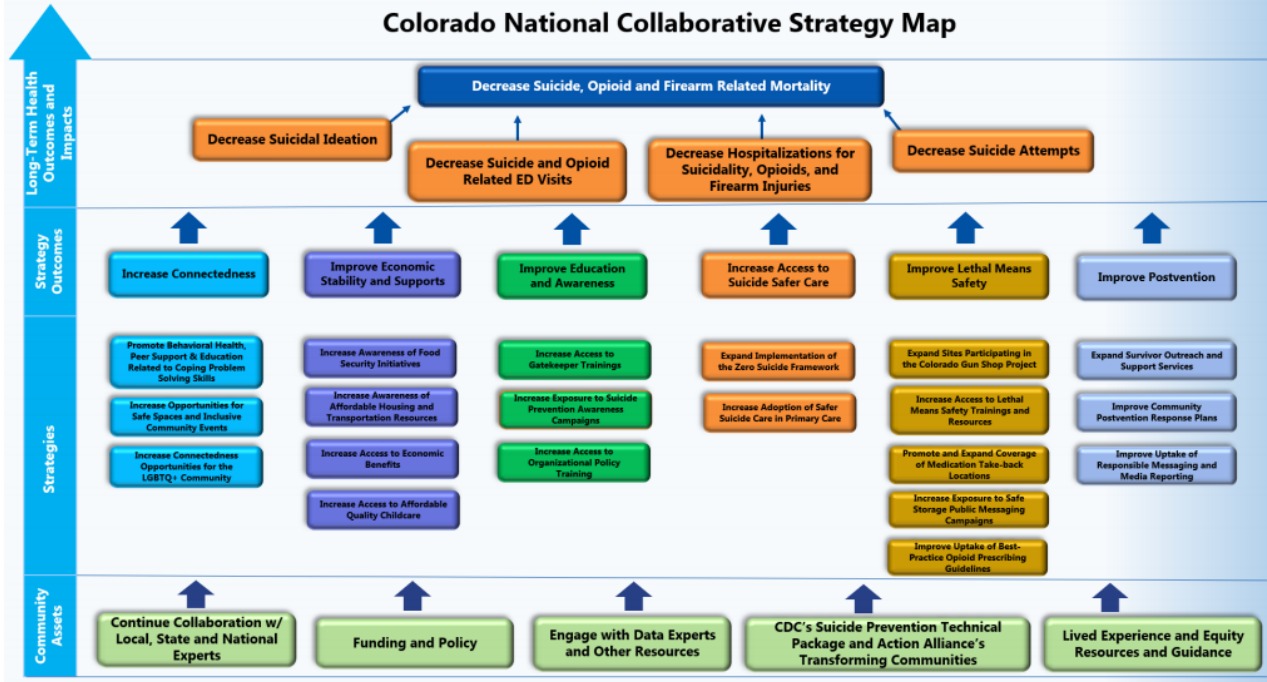 Colorado National Collaborative Strategy Map
Long-Term Health
Outcomes and
Impacts
Decrease Suicide, Opioid and Firearm Related Mortality
Decrease Suicidal Ideation
Decrease Suicide and Opioid
Related ED Visits
Decrease Hospitalizations for
Suicidality, Opioids, and
Firearm Injuries
Decrease Suicide Attempts
Strategy
Outcomes
Increase Connectedness
Improve Economic
Stability and Supports
Improve Education
and Awareness
Increase Access to
Suicide Safer Care
Improve Lethal Means
Safety
Improve Postvention
Strategies
Promote Behavioral Health,
Peer Support & Education
Related to Coping Problem
Solving Skills
Increase Opportunities for
Safe Spaces and Inclusive
Community Events
Increase Connectedness
Opportunities for the
LGBTQ+ Community
Increase Awareness of Food
Security Initiatives
Increase Awareness of
Affordable Housing and
Transportation Resources
Increase Access to Economic
Benefits
Increase Access to Affordable
Quality Childcare
Increase Access to
Gatekeeper Trainings
Increase Exposure to Suicide
Prevention Awareness
Campaigns
Increase Access to
Organizational Policy
Training
Expand Implementation of
the Zero Suicide Framework
Increase Adoption of Safer
Suicide Care in Primary Care
Expand Sites Participating in
the Colorado Gun Shop Project
Increase Access to Lethal
Means Safety Trainings and
Resources
Promote and Expand Coverage
of Medication Take-back
Locations
Increase Exposure to Safe
Storage Public Messaging
Campaigns
Improve Uptake of Best-
Practice Opioid Prescribing
Guidelines
Expand Survivor Outreach and
Support Services
Improve Community
Postvention Response Plans
Improve Uptake of
Responsible Messaging and
Media Reporting
Community
Assets
Continue Collaboration w/
Local, State and National
Experts
Funding and Policy
Engage with Data Experts
and Other Resources
CDC's Suicide Prevention Technical
Package and Action Alliance's
Transforming Communities
Lived Experience and Equity
Resources and Guidance